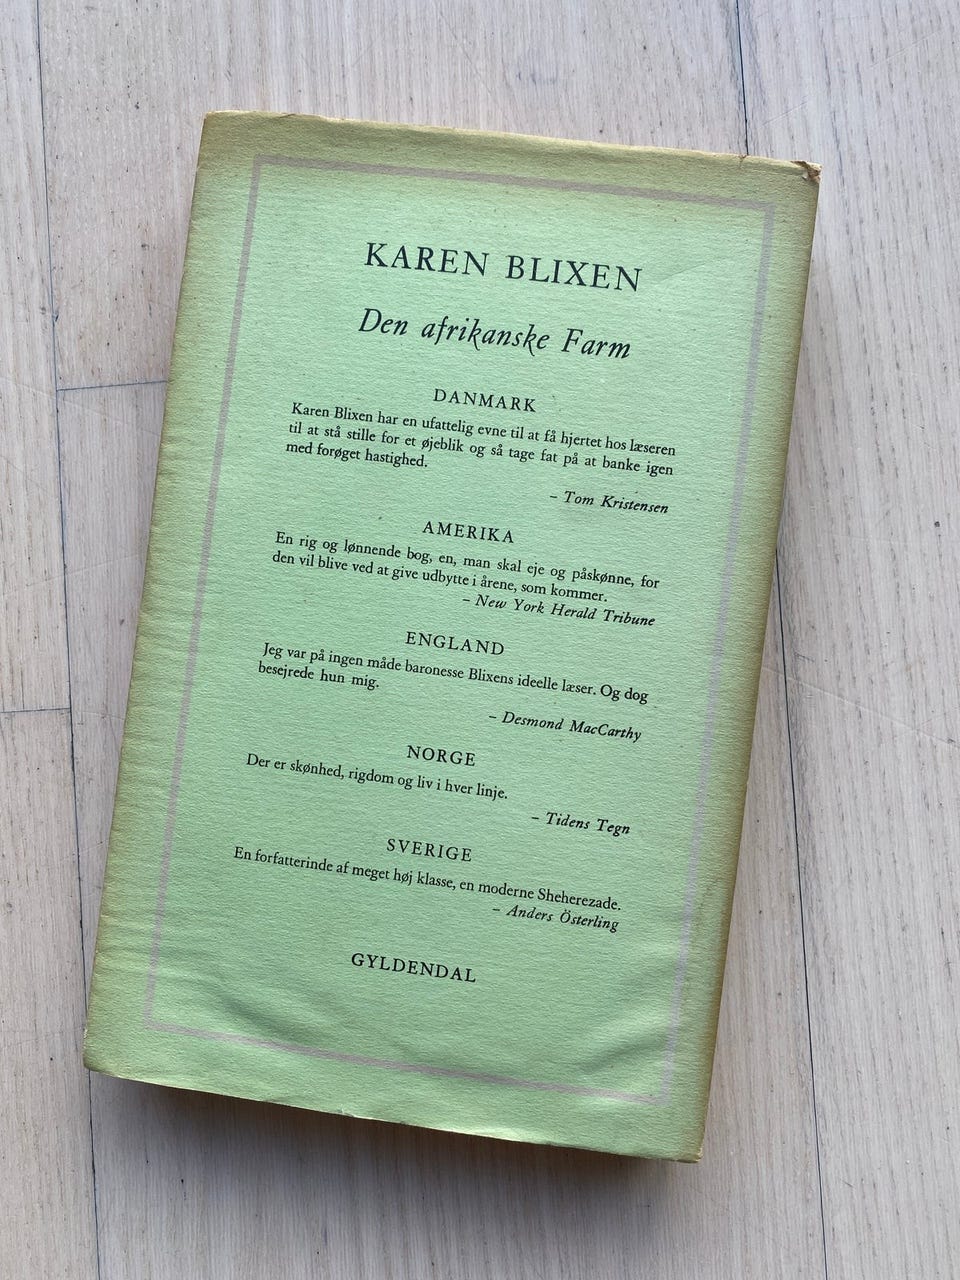 KAREN BLIXEN
Den afrikanske Farm
DANMARK
Karen Blixen har en ufattelig evne til at få hjertet hos læseren
til at stå stille for et øjeblik og så tage fat på at banke igen
med forøget hastighed.
– Tom Kristensen
AMERIKA
En rig og lønnende bog, en, man skal eje og påskønne, for
den vil blive ved at give udbytte i årene, som kommer.
– New York Herald Tribune
ENGLAND
Jeg var på ingen måde baronesse Blixens ideelle læser. Og dog
besejrede hun mig.
– Desmond MacCarthy
NORGE
Der er skønhed, rigdom og liv i hver linje.
– Tidens Tegn
SVERIGE
En forfatterinde af meget høj klasse, en moderne Sheherezade.
– Anders Österling
GYLDENDAL